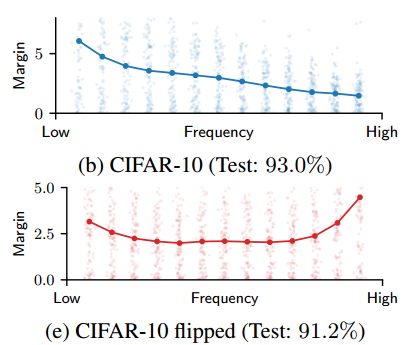 Margin
5
0
Low
Frequency
High
(b) CIFAR-10 (Test: 93.0%)
Margin
5.0
2.5
0.0
Low
Frequency
High
(e) CIFAR-10 flipped (Test: 91.2%)